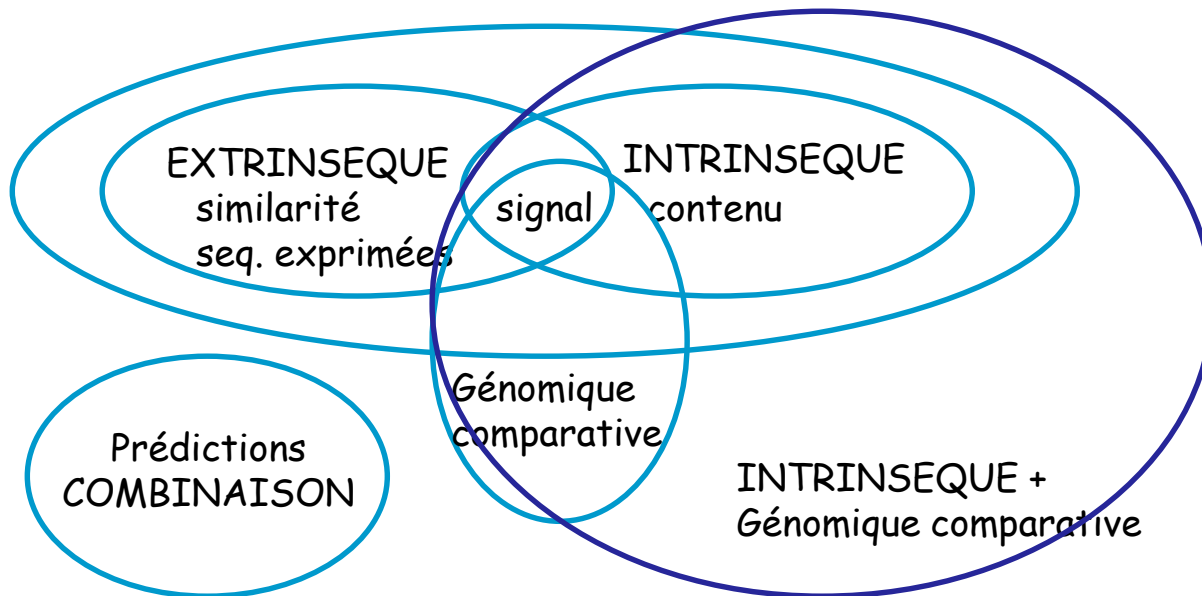 EXTRINSEQUE
similarité
seq. exprimées
signal
INTRINSEQUE
contenu
Génomique
comparative
Prédictions
COMBINAISON
INTRINSEQUE +
Génomique comparative